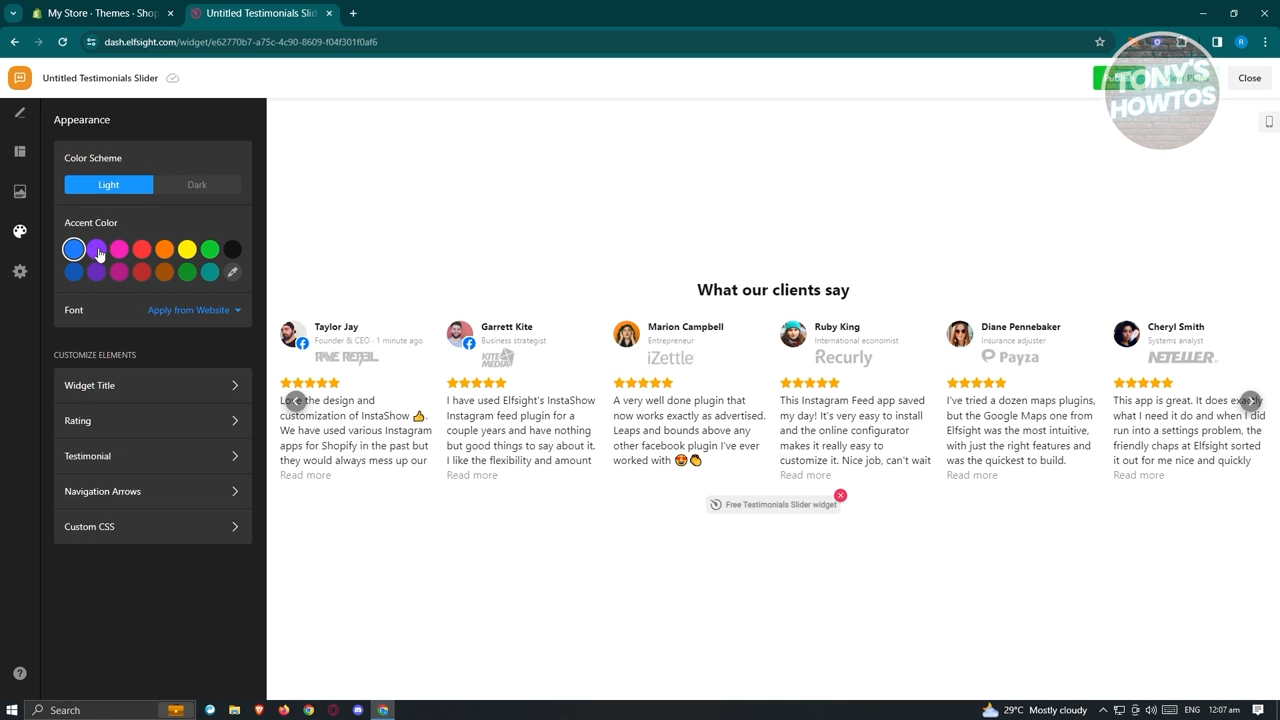 My Store · Themes · Shop
Untitled Testimonials Slid
dash.elfsight.com/widget/e62770b7-a75c-4c90-8609-f04f301f0af6
R
Untitled Testimonials Slider
Publish
Close
TONY'S
HOWTOS
Appearance
Color Scheme
Light
Dark
Accent Color
Font
Apply from Website
CUSTOMIZE ELEMENTS
Widget Title
Rating
Testimonial
Navigation Arrows
Custom CSS
What our clients say
Taylor Jay
Founder & CEO · 1 minute ago
RAVE REBEL
Love the design and
customization of InstaShow 👍.
We have used various Instagram
apps for Shopify in the past but
they would always mess up our
Read more
Garrett Kite
Business strategist
KITE
MEDIA
I have used Elfsight's InstaShow
Instagram feed plugin for a
couple years and have nothing
but good things to say about it.
I like the flexibility and amount
Read more
Marion Campbell
Entrepreneur
iZettle
A very well done plugin that
now works exactly as advertised.
Leaps and bounds above any
other facebook plugin I've ever
worked with 😍👏
Ruby King
International economist
Recurly
This Instagram Feed app saved
my day! It's very easy to install
and the online configurator
makes it really easy to
customize it. Nice job, can't wait
Read more
Diane Pennebaker
Insurance adjuster
Payza
I've tried a dozen maps plugins,
but the Google Maps one from
Elfsight was the most intuitive,
with just the right features and
was the quickest to build.
Read more
Cheryl Smith
Systems analyst
NETELLER
This app is great. It does exactly
what I need it do and when I did
run into a settings problem, the
friendly chaps at Elfsight sorted
it out for me nice and quickly
Read more
Free Testimonials Slider widget
Search
29°C Mostly cloudy
ENG
12:07 am